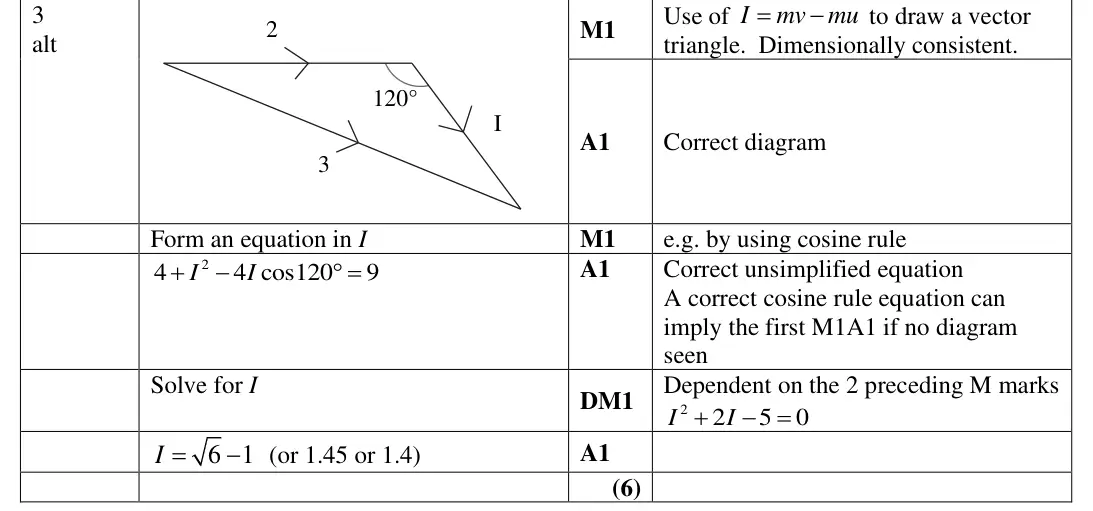 3
alt
2
120°
I
3
M1
Use of I = mv − mu to draw a vector
triangle. Dimensionally consistent.
A1
Correct diagram
Form an equation in I
M1
e.g. by using cosine rule
4 + I² − 4I cos120° = 9
A1
Correct unsimplified equation
A correct cosine rule equation can
imply the first M1A1 if no diagram
seen
Solve for I
DM1
Dependent on the 2 preceding M marks
I² + 2I − 5 = 0
I = √6 − 1 (or 1.45 or 1.4)
A1
(6)